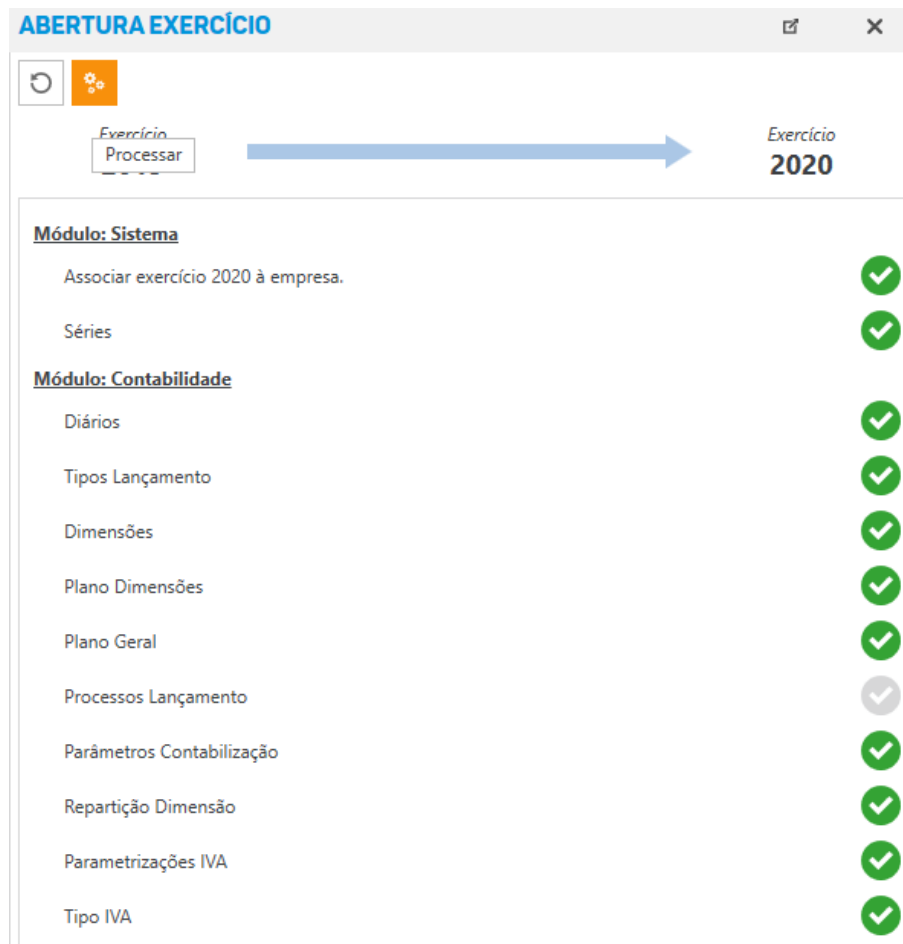 ABERTURA EXERCÍCIO
Exercício
Processar
Exercício
2020
Módulo: Sistema
Associar exercício 2020 à empresa.
Séries
Módulo: Contabilidade
Diários
Tipos Lançamento
Dimensões
Plano Dimensões
Plano Geral
Processos Lançamento
Parâmetros Contabilização
Repartição Dimensão
Parametrizações IVA
Tipo IVA